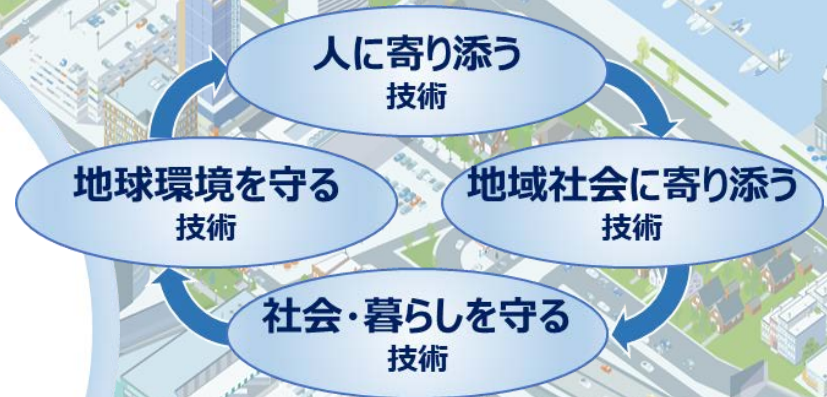 人に寄り添う
技術
地球環境を守る
技術
地域社会に寄り添う
技術
社会・暮らしを守る
技術